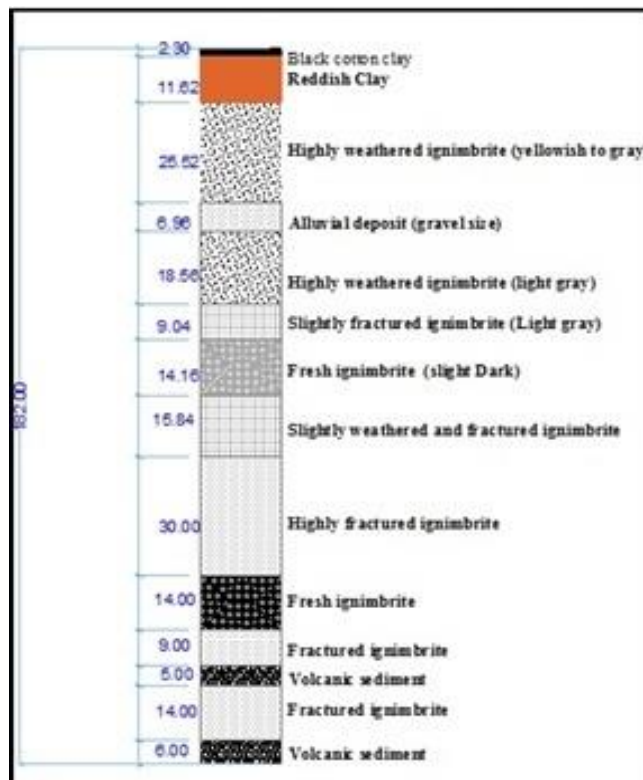 2.30
Black cotton clay
11.62
Reddish Clay
25.52
Highly weathered ignimbrite (yellowish to gray
6.96
Alluvial deposit (gravel size)
18.56
Highly weathered ignimbrite (light gray)
9.04
Slightly fractured ignimbrite (Light gray)
14.16
Fresh ignimbrite (slight Dark)
15.84
Slightly weathered and fractured ignimbrite
182.00
30.00
Highly fractured ignimbrite
14.00
Fresh ignimbrite
9.00
Fractured ignimbrite
5.00
Volcanic sediment
14.00
Fractured ignimbrite
6.00
Volcanic sediment